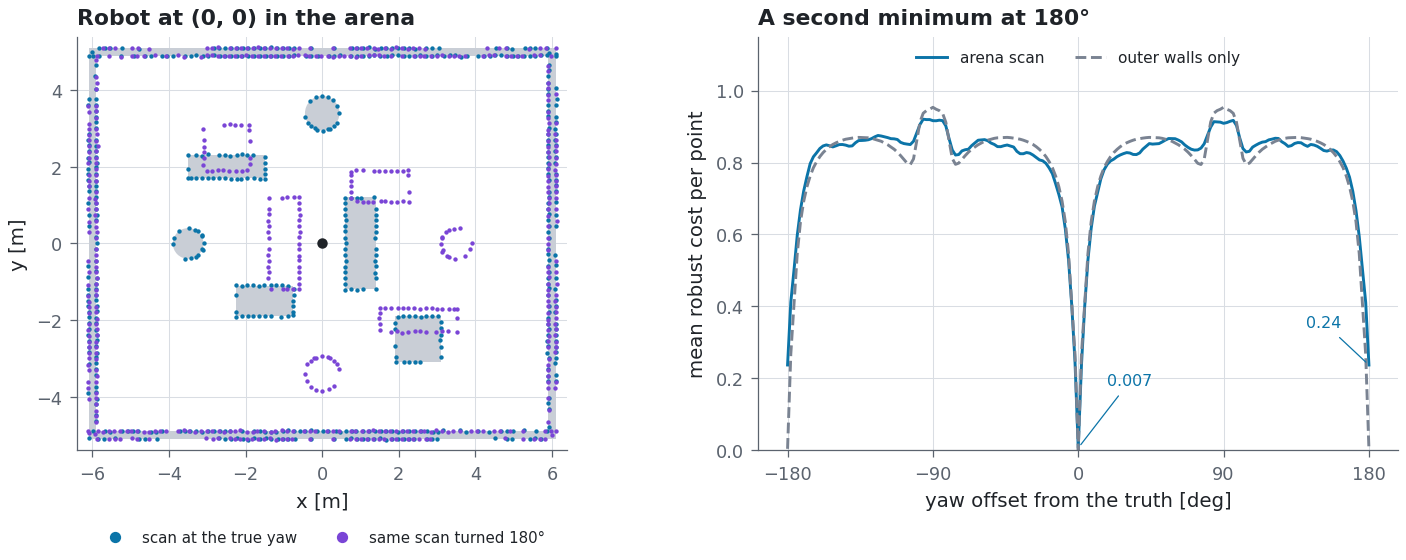 Robot at (0, 0) in the arena
4
2
0
−2
−4
y [m]
−6 −4 −2 0 2 4 6
x [m]
scan at the true yaw same scan turned 180°
A second minimum at 180°
arena scan outer walls only
1.0
0.8
0.6
0.4
0.2
0.0
mean robust cost per point
0.24
0.007
−180 −90 0 90 180
yaw offset from the truth [deg]